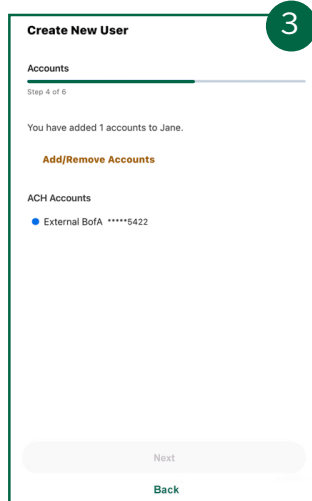 3
Create New User
Accounts
Step 4 of 6
You have added 1 accounts to Jane.
Add/Remove Accounts
ACH Accounts
External BofA *****5422
Next
Back